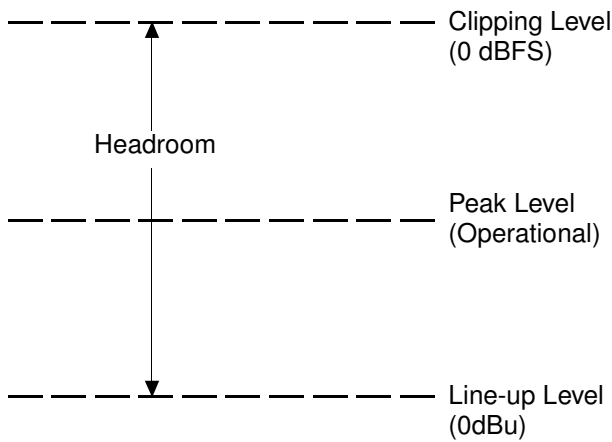 Clipping Level
(0 dBFS)
Headroom
Peak Level
(Operational)
Line-up Level
(0dBu)